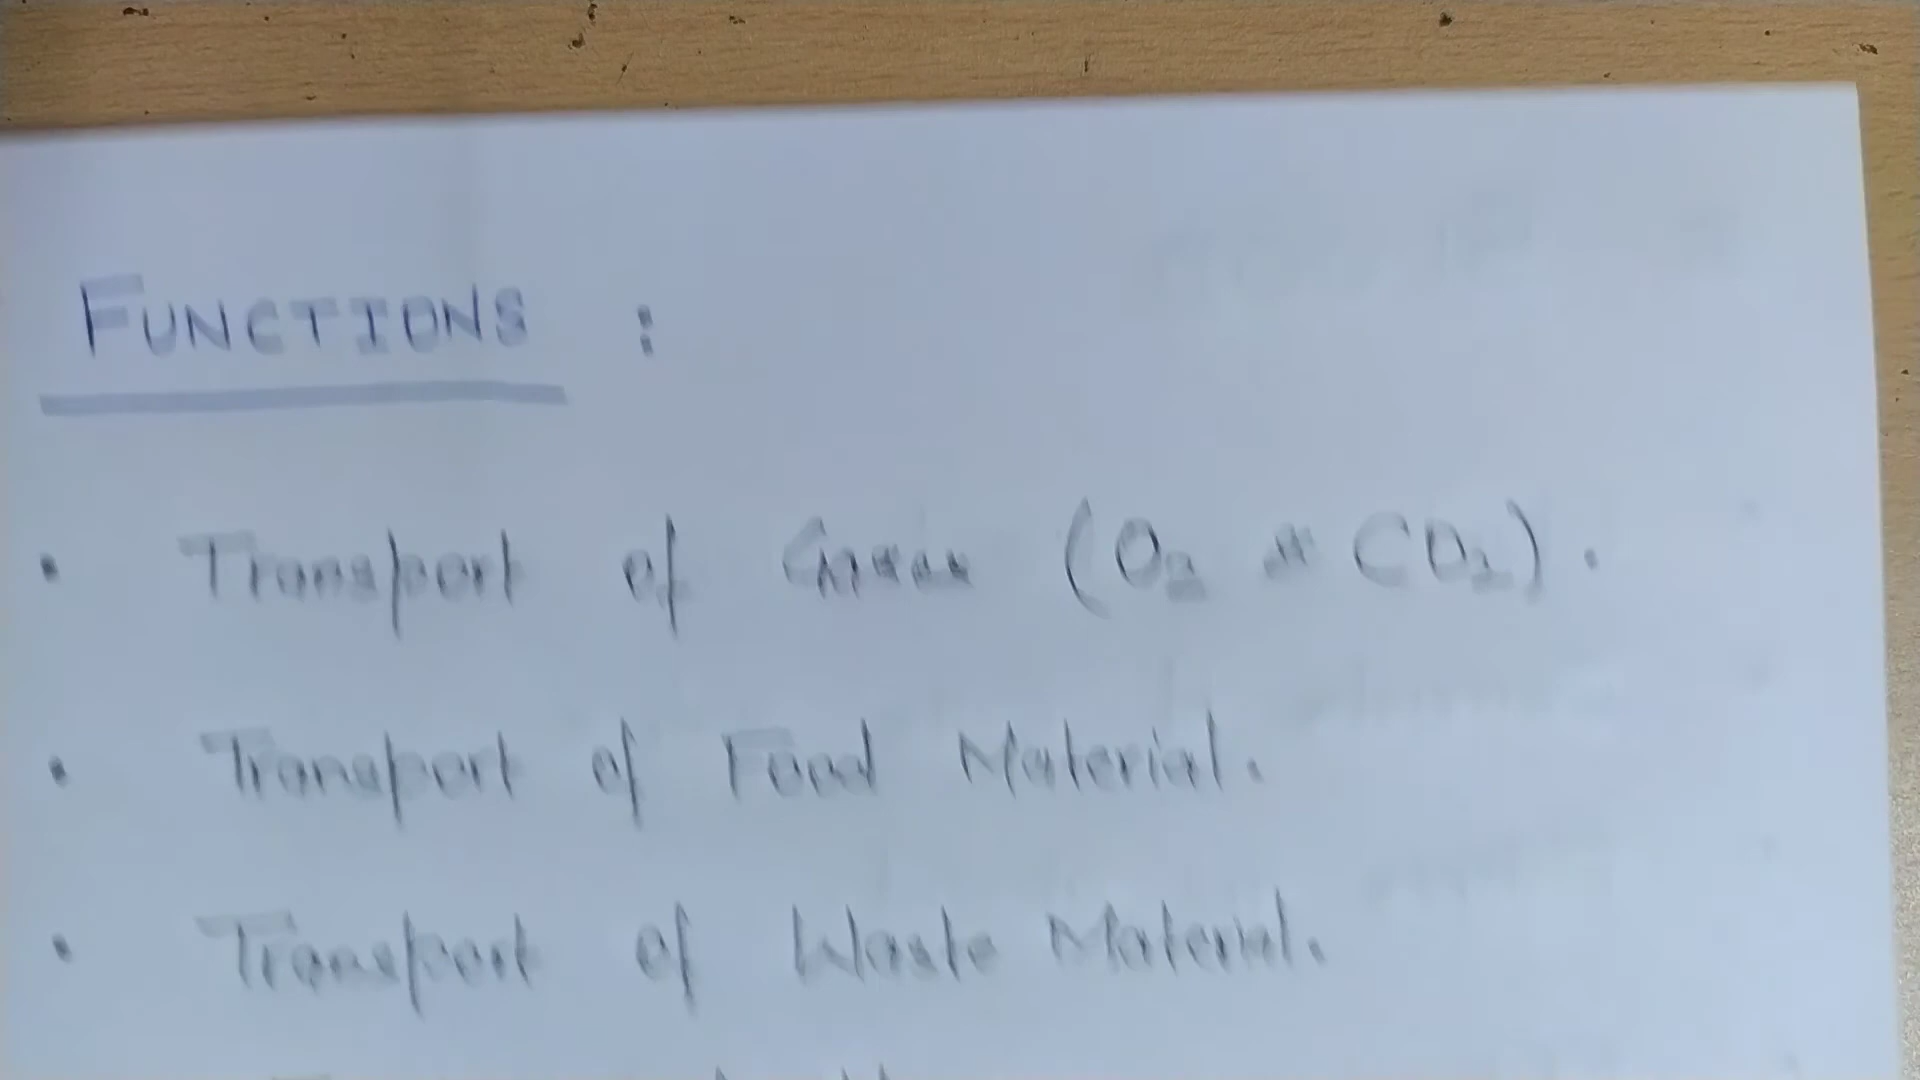 FUNCTIONS :
• Transport of Gases (O₂ & CO₂).
• Transport of Food Material.
• Transport of Waste Material.